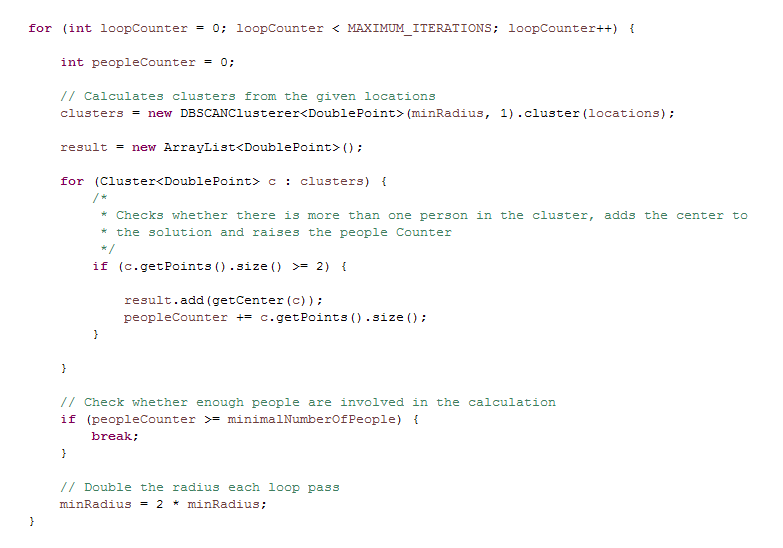 for (int loopCounter = 0; loopCounter < MAXIMUM_ITERATIONS; loopCounter++) {
int peopleCounter = 0;
// Calculates clusters from the given locations
clusters = new DBSCANClusterer<DoublePoint>(minRadius, 1).cluster(locations);
result = new ArrayList<DoublePoint>();
for (Cluster<DoublePoint> c : clusters) {
/*
* Checks whether there is more than one person in the cluster, adds the center to
* the solution and raises the people Counter
*/
if (c.getPoints().size() >= 2) {
result.add(getCenter(c));
peopleCounter += c.getPoints().size();
}
}
// Check whether enough people are involved in the calculation
if (peopleCounter >= minimalNumberOfPeople) {
break;
}
// Double the radius each loop pass
minRadius = 2 * minRadius;
}